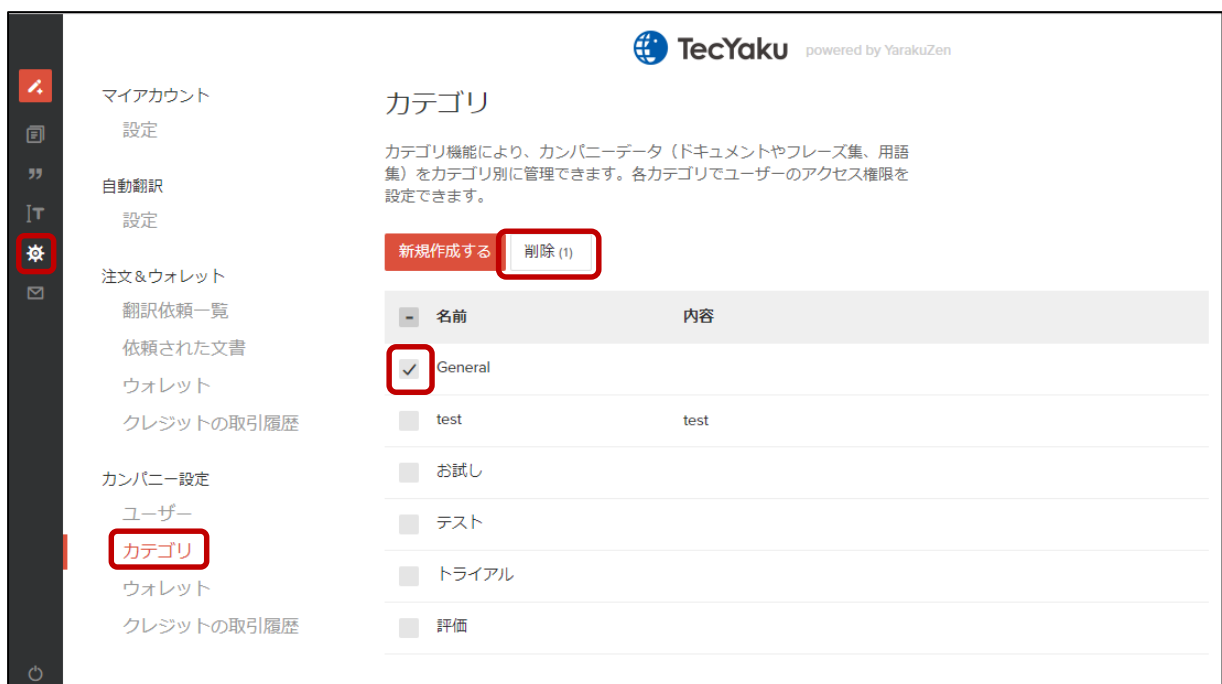 TecYaku powered by YarakuZen
マイアカウント
設定
自動翻訳
設定
注文&ウォレット
翻訳依頼一覧
依頼された文書
ウォレット
クレジットの取引履歴
カンパニー設定
ユーザー
カテゴリ
ウォレット
クレジットの取引履歴
カテゴリ
カテゴリ機能により、カンパニーデータ(ドキュメントやフレーズ集、用語
集)をカテゴリ別に管理できます。各カテゴリでユーザーのアクセス権限を
設定できます。
新規作成する 削除 (1)
名前 内容
General
test test
お試し
テスト
トライアル
評価